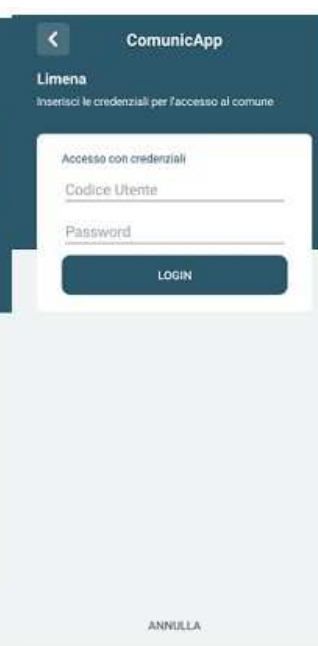 ComunicApp
Limena
Inserisci le credenziali per l'accesso al comune
Accesso con credenziali
Codice Utente
Password
LOGIN
ANNULLA